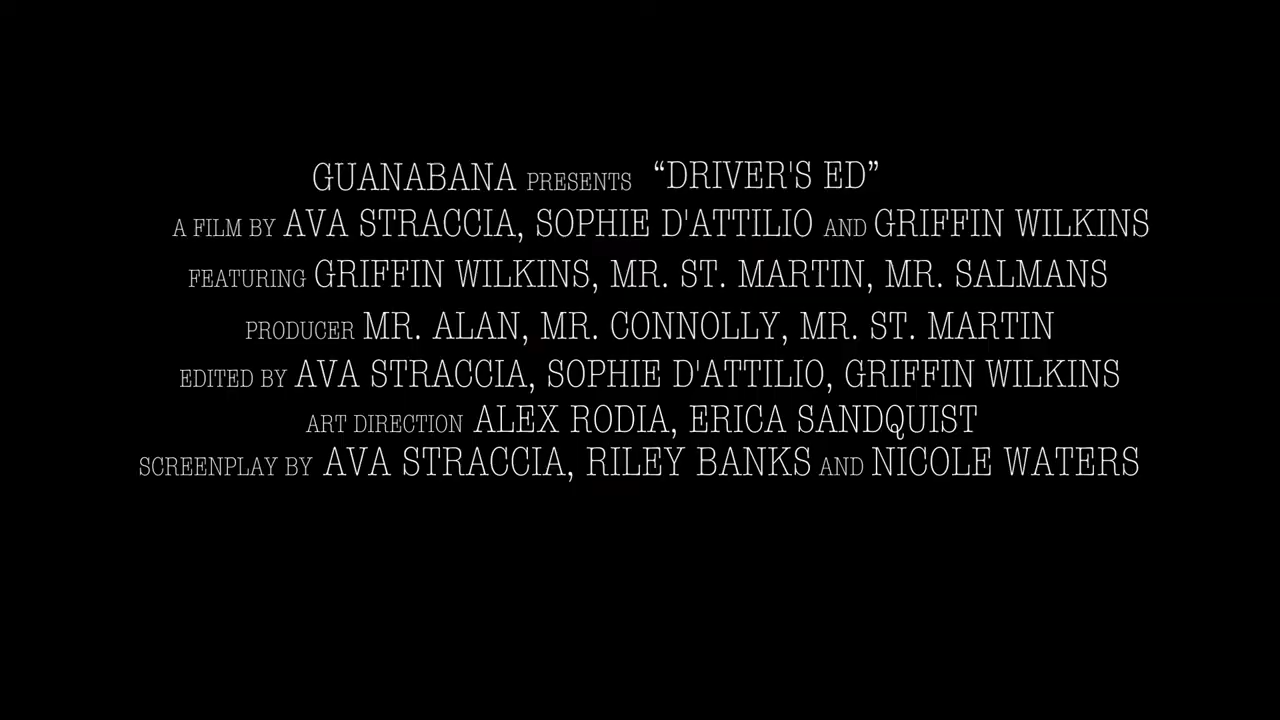 GUANABANA PRESENTS “DRIVER'S ED”
A FILM BY AVA STRACCIA, SOPHIE D'ATTILIO AND GRIFFIN WILKINS
FEATURING GRIFFIN WILKINS, MR. ST. MARTIN, MR. SALMANS
PRODUCER MR. ALAN, MR. CONNOLLY, MR. ST. MARTIN
EDITED BY AVA STRACCIA, SOPHIE D'ATTILIO, GRIFFIN WILKINS
ART DIRECTION ALEX RODIA, ERICA SANDQUIST
SCREENPLAY BY AVA STRACCIA, RILEY BANKS AND NICOLE WATERS